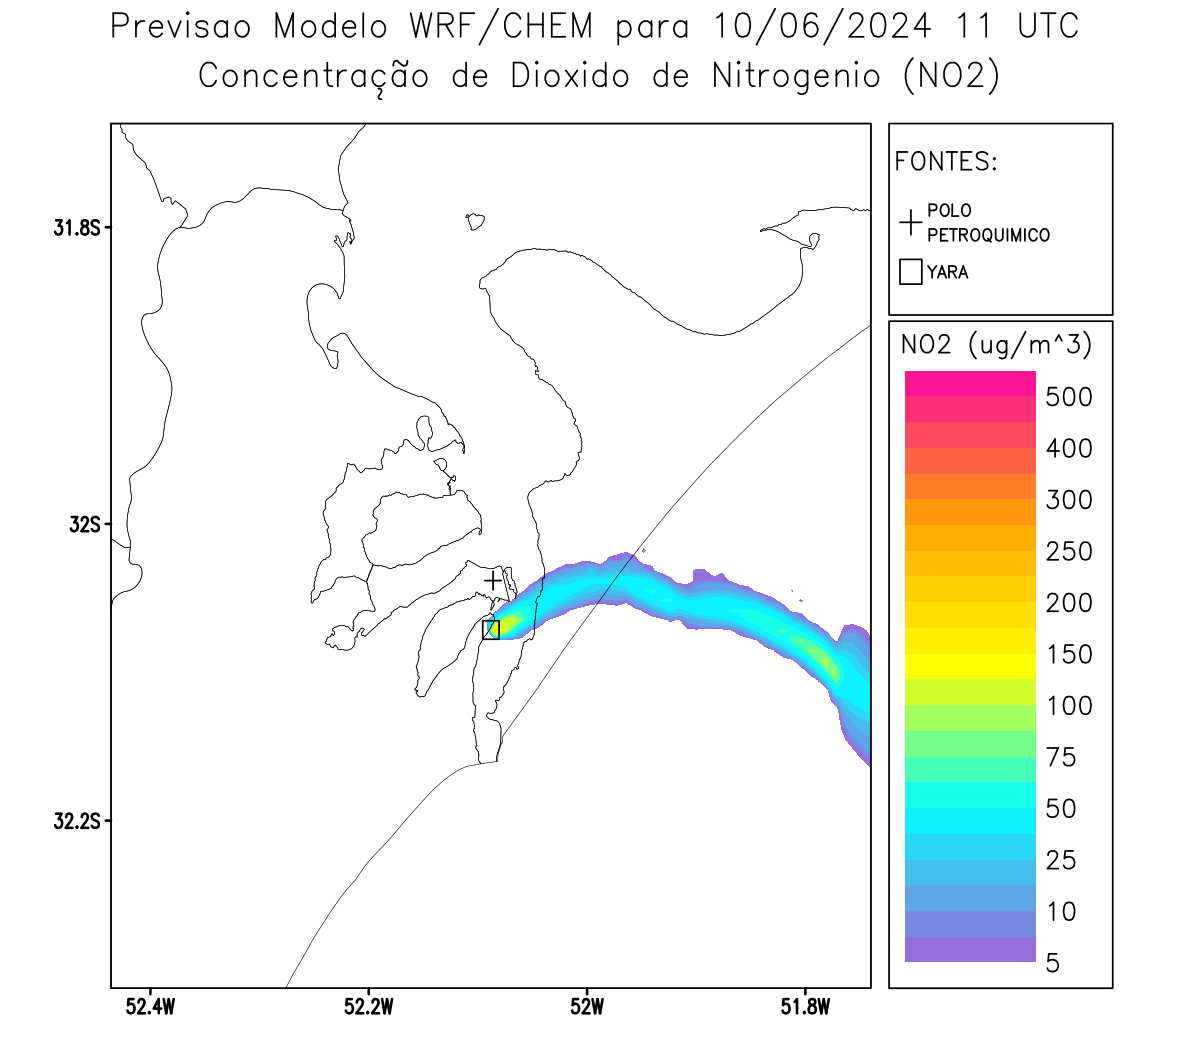 Previsao Modelo WRF/CHEM para 10/06/2024 11 UTC
Concentração de Dioxido de Nitrogenio (NO2)
FONTES:
POLO
PETROQUIMICO
YARA
NO2 (ug/m^3)
500
400
300
250
200
150
100
75
50
25
10
5
31.8S
32S
32.2S
52.4W
52.2W
52W
51.8W